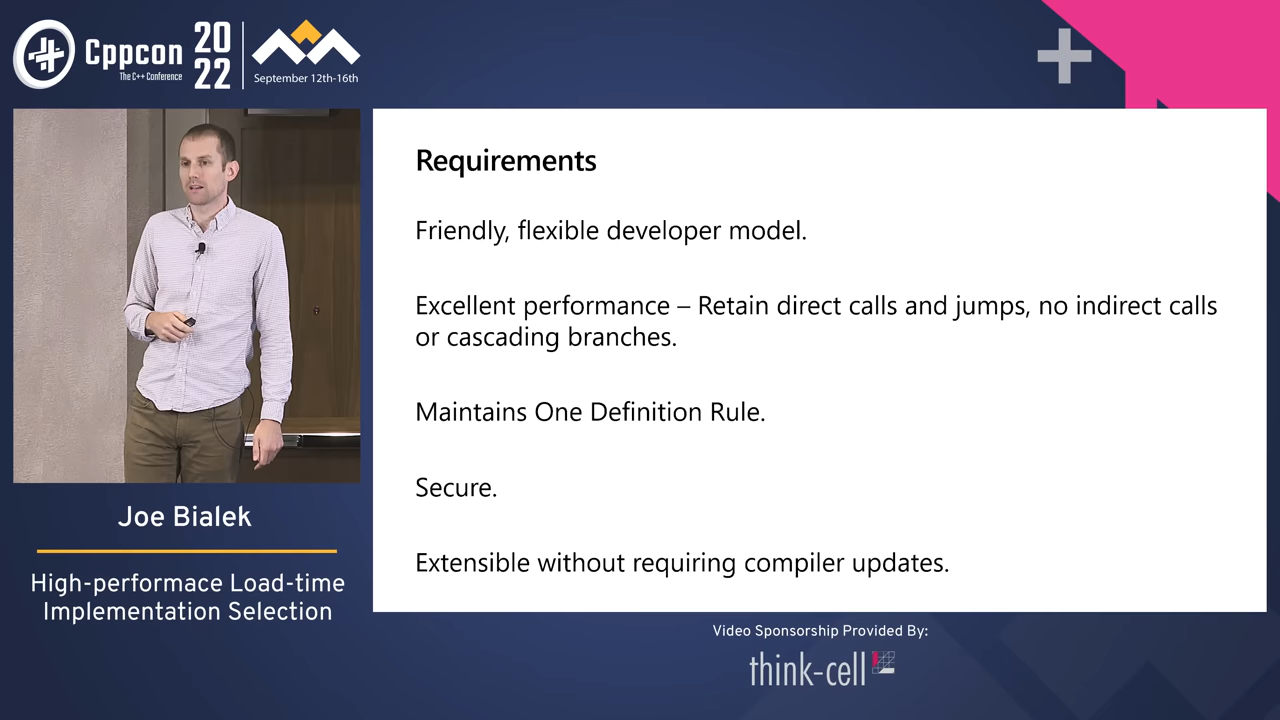 Cppcon
The C++ Conference
20
22
September 12th-16th
Requirements
Friendly, flexible developer model.
Excellent performance – Retain direct calls and jumps, no indirect calls
or cascading branches.
Maintains One Definition Rule.
Secure.
Extensible without requiring compiler updates.
Joe Bialek
High-performace Load-time
Implementation Selection
Video Sponsorship Provided By:
think-cell